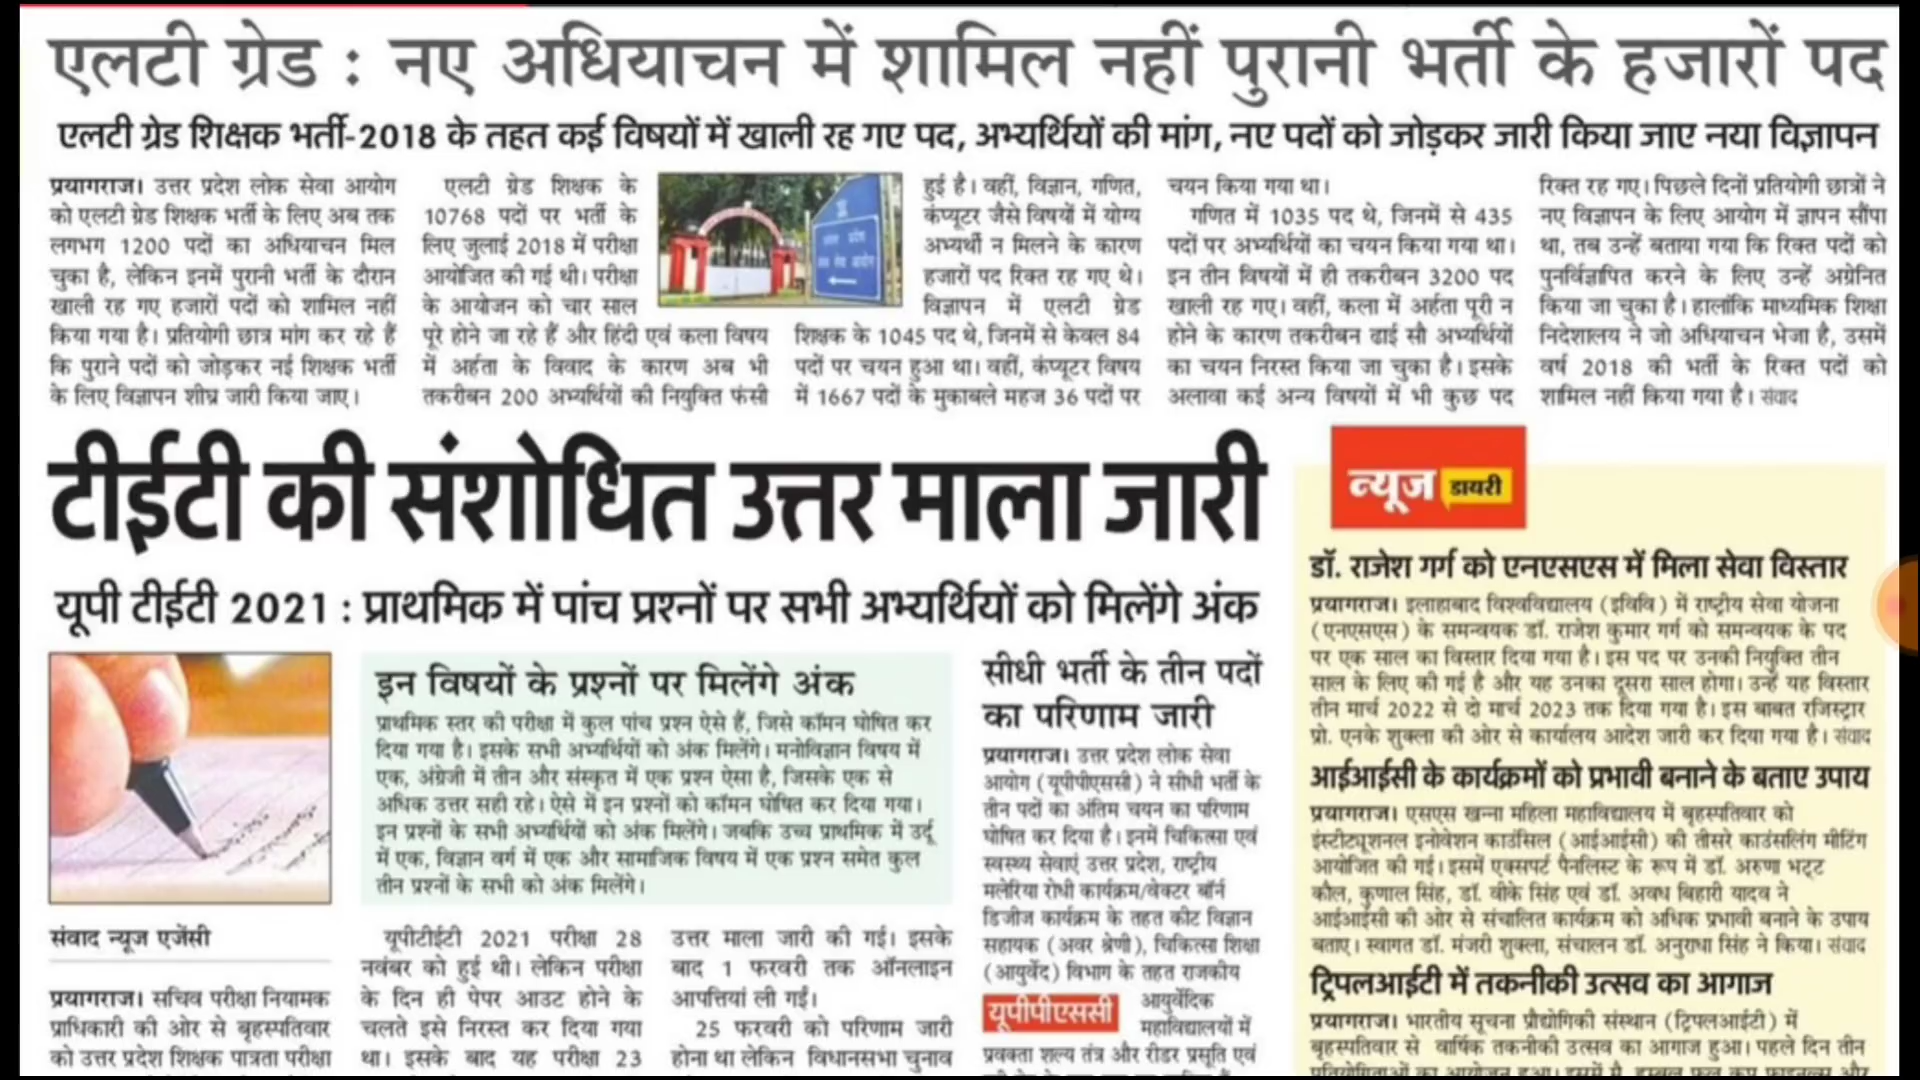 एलटी ग्रेड : नए अधियाचन में शामिल नहीं पुरानी भर्ती के हजारों पद
एलटी ग्रेड शिक्षक भर्ती-2018 के तहत कई विषयों में खाली रह गए पद, अभ्यर्थियों की मांग, नए पदों को जोड़कर जारी किया जाए नया विज्ञापन
प्रयागराज। उत्तर प्रदेश लोक सेवा आयोग
को एलटी ग्रेड शिक्षक भर्ती के लिए अब तक
लगभग 1200 पदों का अधियाचन मिल
चुका है, लेकिन इनमें पुरानी भर्ती के दौरान
खाली रह गए हजारों पदों को शामिल नहीं
किया गया है। प्रतियोगी छात्र मांग कर रहे हैं
कि पुराने पदों को जोड़कर नई शिक्षक भर्ती
के लिए विज्ञापन शीघ्र जारी किया जाए।
एलटी ग्रेड शिक्षक के
10768 पदों पर भर्ती के
लिए जुलाई 2018 में परीक्षा
आयोजित की गई थी। परीक्षा
के आयोजन को चार साल
पूरे होने जा रहे हैं और हिंदी एवं कला विषय
में अर्हता के विवाद के कारण अब भी
तकरीबन 200 अभ्यर्थियों की नियुक्ति फंसी
हुई है। वहीं, विज्ञान, गणित,
कंप्यूटर जैसे विषयों में योग्य
अभ्यर्थी न मिलने के कारण
हजारों पद रिक्त रह गए थे।
विज्ञापन में एलटी ग्रेड
शिक्षक के 1045 पद थे, जिनमें से केवल 84
पदों पर चयन हुआ था। वहीं, कंप्यूटर विषय
में 1667 पदों के मुकाबले महज 36 पदों पर
चयन किया गया था।
गणित में 1035 पद थे, जिनमें से 435
पदों पर अभ्यर्थियों का चयन किया गया था।
इन तीन विषयों में ही तकरीबन 3200 पद
खाली रह गए। वहीं, कला में अर्हता पूरी न
होने के कारण तकरीबन ढाई सौ अभ्यर्थियों
का चयन निरस्त किया जा चुका है। इसके
अलावा कई अन्य विषयों में भी कुछ पद
रिक्त रह गए। पिछले दिनों प्रतियोगी छात्रों ने
नए विज्ञापन के लिए आयोग में ज्ञापन सौंपा
था, तब उन्हें बताया गया कि रिक्त पदों को
पुनर्विज्ञापित करने के लिए उन्हें अग्रेनित
किया जा चुका है। हालांकि माध्यमिक शिक्षा
निदेशालय ने जो अधियाचन भेजा है, उसमें
वर्ष 2018 की भर्ती के रिक्त पदों को
शामिल नहीं किया गया है। संवाद
टीईटी की संशोधित उत्तर माला जारी
यूपी टीईटी 2021 : प्राथमिक में पांच प्रश्नों पर सभी अभ्यर्थियों को मिलेंगे अंक
इन विषयों के प्रश्नों पर मिलेंगे अंक
प्राथमिक स्तर की परीक्षा में कुल पांच प्रश्न ऐसे हैं, जिसे कॉमन घोषित कर
दिया गया है। इसके सभी अभ्यर्थियों को अंक मिलेंगे। मनोविज्ञान विषय में
एक, अंग्रेजी में तीन और संस्कृत में एक प्रश्न ऐसा है, जिसके एक से
अधिक उत्तर सही रहे। ऐसे में इन प्रश्नों को कॉमन घोषित कर दिया गया।
इन प्रश्नों के सभी अभ्यर्थियों को अंक मिलेंगे। जबकि उच्च प्राथमिक में उर्दू
में एक, विज्ञान वर्ग में एक और सामाजिक विषय में एक प्रश्न समेत कुल
तीन प्रश्नों के सभी को अंक मिलेंगे।
संवाद न्यूज एजेंसी
प्रयागराज। सचिव परीक्षा नियामक
प्राधिकारी की ओर से बृहस्पतिवार
को उत्तर प्रदेश शिक्षक पात्रता परीक्षा
यूपीटीईटी 2021 परीक्षा 28
नवंबर को हुई थी। लेकिन परीक्षा
के दिन ही पेपर आउट होने के
चलते इसे निरस्त कर दिया गया
था। इसके बाद यह परीक्षा 23
उत्तर माला जारी की गई। इसके
बाद 1 फरवरी तक ऑनलाइन
आपत्तियां ली गईं।
25 फरवरी को परिणाम जारी
होना था लेकिन विधानसभा चुनाव
सीधी भर्ती के तीन पदों
का परिणाम जारी
प्रयागराज। उत्तर प्रदेश लोक सेवा
आयोग (यूपीपीएससी) ने सीधी भर्ती के
तीन पदों का अंतिम चयन का परिणाम
घोषित कर दिया है। इनमें चिकित्सा एवं
स्वास्थ्य सेवाएं उत्तर प्रदेश, राष्ट्रीय
मलेरिया रोधी कार्यक्रम/वेक्टर बॉर्न
डिजीज कार्यक्रम के तहत कीट विज्ञान
सहायक (अवर श्रेणी), चिकित्सा शिक्षा
(आयुर्वेद) विभाग के तहत राजकीय
यूपीपीएससी
आयुर्वेदिक
महाविद्यालयों में
प्रवक्ता शल्य तंत्र और रीडर प्रसूति एवं
न्यूज डायरी
डॉ. राजेश गर्ग को एनएसएस में मिला सेवा विस्तार
प्रयागराज। इलाहाबाद विश्वविद्यालय (इविवि) में राष्ट्रीय सेवा योजना
(एनएसएस) के समन्वयक डॉ. राजेश कुमार गर्ग को समन्वयक के पद
पर एक साल का विस्तार दिया गया है। इस पद पर उनकी नियुक्ति तीन
साल के लिए की गई है और यह उनका दूसरा साल होगा। उन्हें यह विस्तार
तीन मार्च 2022 से दो मार्च 2023 तक दिया गया है। इस बाबत रजिस्ट्रार
प्रो. एनके शुक्ला की ओर से कार्यालय आदेश जारी कर दिया गया है। संवाद
आईआईसी के कार्यक्रमों को प्रभावी बनाने के बताए उपाय
प्रयागराज। एसएस खन्ना महिला महाविद्यालय में बृहस्पतिवार को
इंस्टीट्यूशनल इनोवेशन काउंसिल (आईआईसी) की तीसरे काउंसलिंग मीटिंग
आयोजित की गई। इसमें एक्सपर्ट पैनलिस्ट के रूप में डॉ. अरुणा भट्ट
कौल, कुणाल सिंह, डॉ. वीके सिंह एवं डॉ. अवध बिहारी यादव ने
आईआईसी की ओर से संचालित कार्यक्रम को अधिक प्रभावी बनाने के उपाय
बताए। स्वागत डॉ. मंजरी शुक्ला, संचालन डॉ. अनुराधा सिंह ने किया। संवाद
ट्रिपलआईटी में तकनीकी उत्सव का आगाज
प्रयागराज। भारतीय सूचना प्रौद्योगिकी संस्थान (ट्रिपलआईटी) में
बृहस्पतिवार से वार्षिक तकनीकी उत्सव का आगाज हुआ। पहले दिन तीन